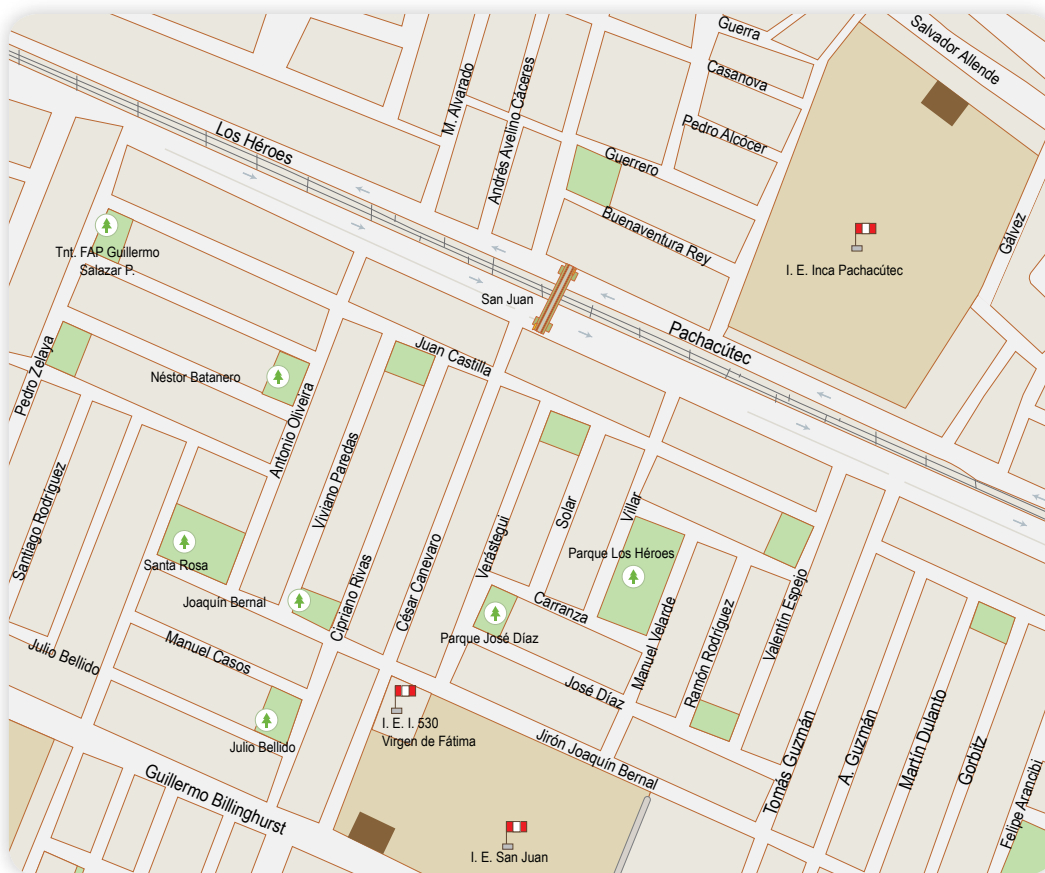 Guerra
Salvador Allende
Casanova
M. Alvarado
Andrés Avelino Cáceres
Pedro Alcócer
Los Héroes
Guerrero
Buenaventura Rey
Gálvez
Tnt. FAP Guillermo
Salazar P.
I. E. Inca Pachacútec
San Juan
Pachacútec
Juan Castilla
Pedro Zelaya
Néstor Batanero
Antonio Oliveira
Viviano Paredas
Santiago Rodríguez
Solar
Villar
Verástegui
Parque Los Héroes
Santa Rosa
Joaquín Bernal
Cipriano Rivas
César Canevaro
Carranza
Parque José Díaz
Manuel Velarde
Ramón Rodríguez
Valentín Espejo
Julio Bellido
Manuel Casos
José Díaz
I. E. I. 530
Virgen de Fátima
Julio Bellido
Jirón Joaquín Bernal
Tomás Guzmán
A. Guzmán
Martín Dulanto
Gorbitz
Felipe Arancibi
Guillermo Billinghurst
I. E. San Juan